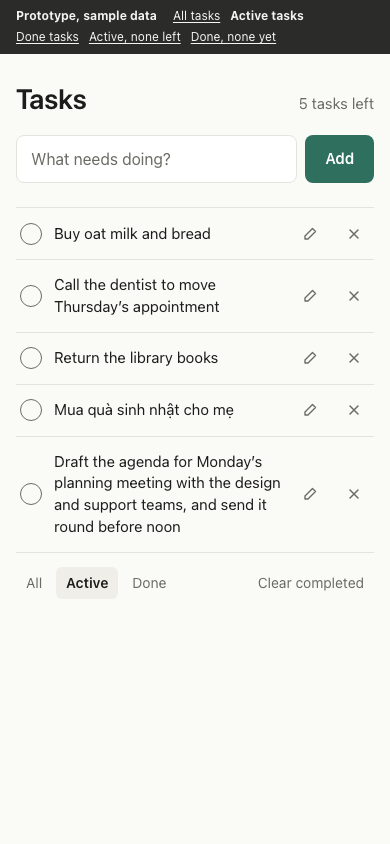 Prototype, sample data All tasks Active tasks
Done tasks Active, none left Done, none yet
Tasks 5 tasks left
What needs doing? Add
Buy oat milk and bread
Call the dentist to move
Thursday’s appointment
Return the library books
Mua quà sinh nhật cho mẹ
Draft the agenda for Monday’s
planning meeting with the design
and support teams, and send it
round before noon
All Active Done Clear completed